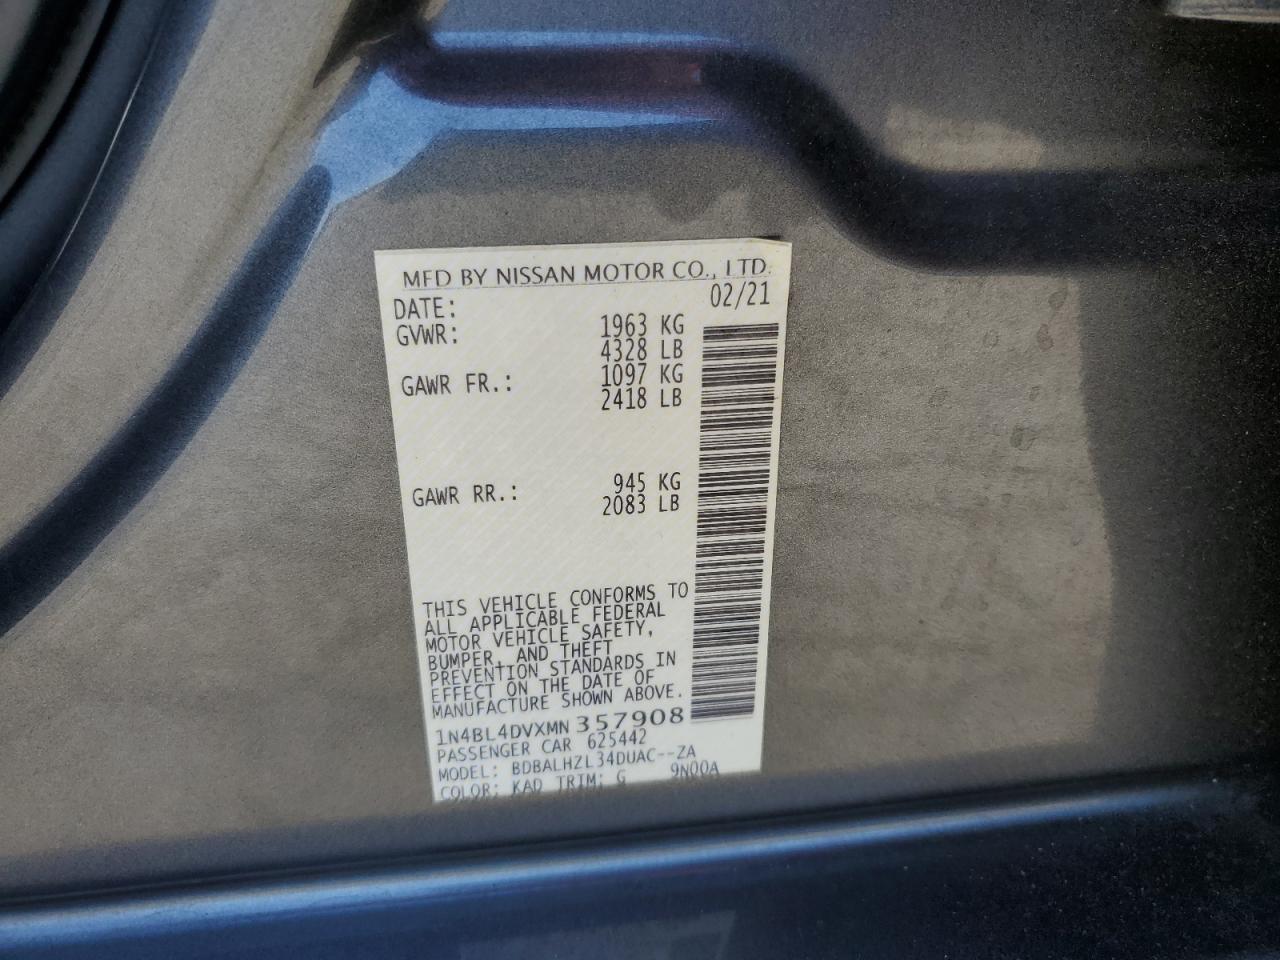 MFD BY NISSAN MOTOR CO., LTD.
DATE: 02/21
GVWR: 1963 KG
4328 LB
GAWR FR.: 1097 KG
2418 LB
GAWR RR.: 945 KG
2083 LB
THIS VEHICLE CONFORMS TO
ALL APPLICABLE FEDERAL
MOTOR VEHICLE SAFETY,
BUMPER, AND THEFT
PREVENTION STANDARDS IN
EFFECT ON THE DATE OF
MANUFACTURE SHOWN ABOVE.
1N4BL4DVXMN357908
PASSENGER CAR 625442
MODEL: BDBALHZL34DUAC--ZA
COLOR: KAD TRIM: G 9N00A